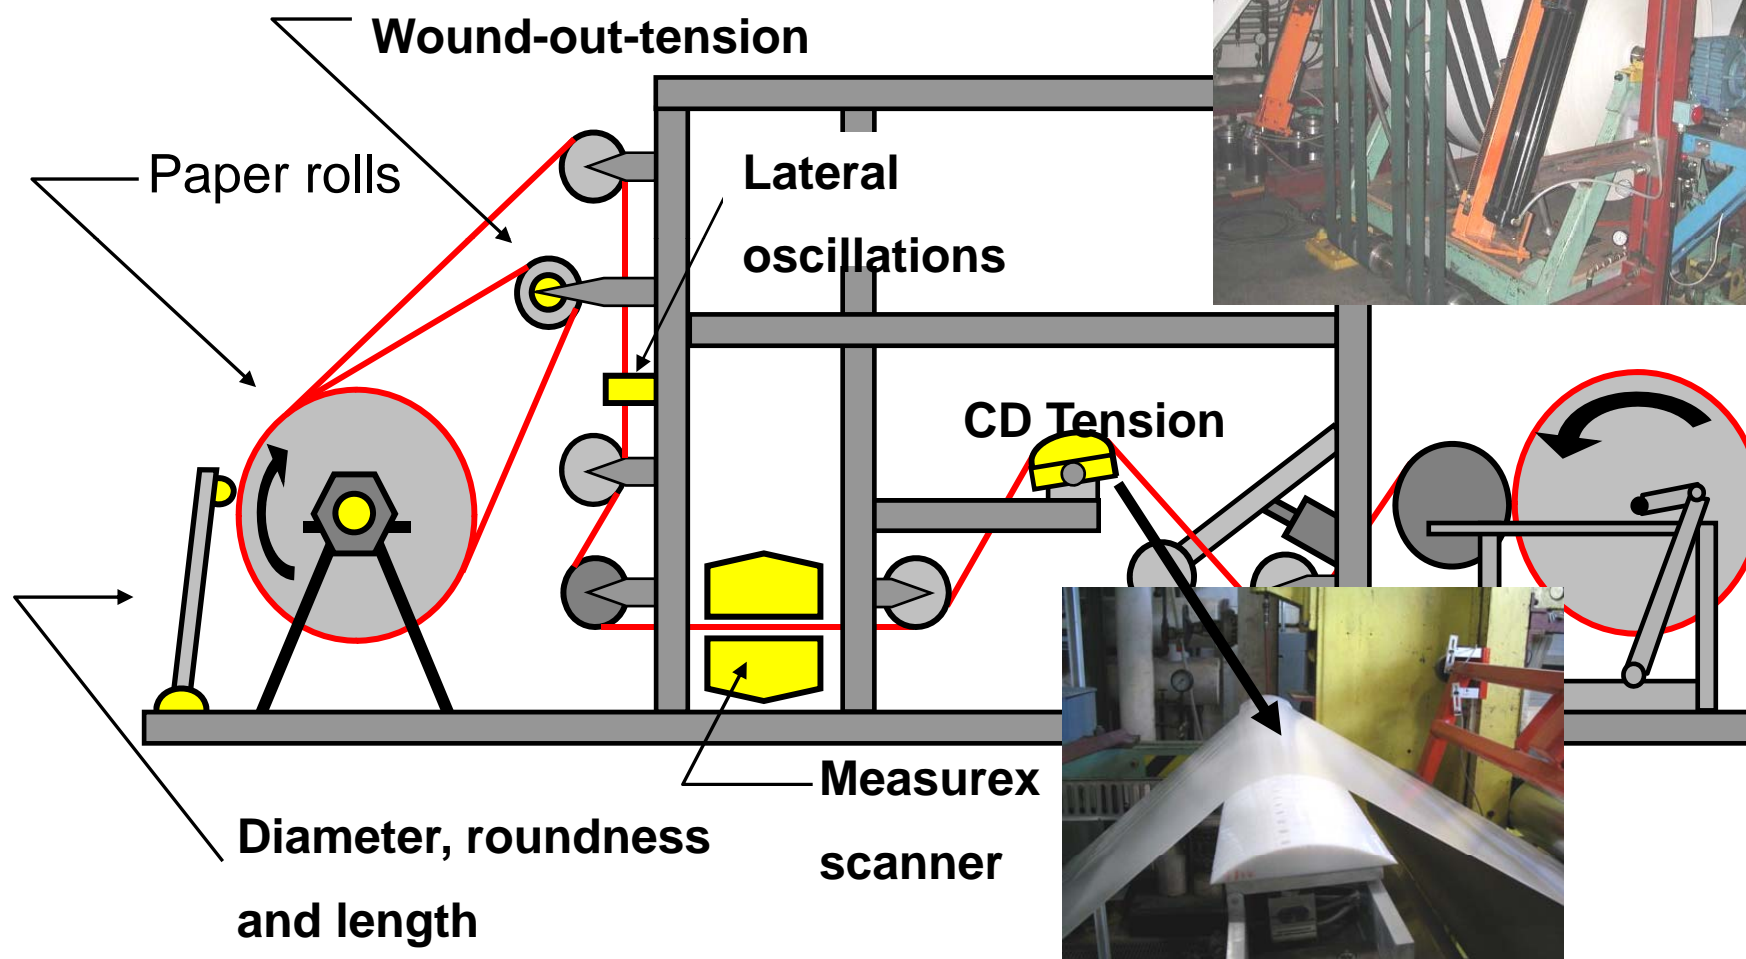 Wound-out-tension
Paper rolls
Lateral
oscillations
CD Tension
Measurex
scanner
Diameter, roundness
and length